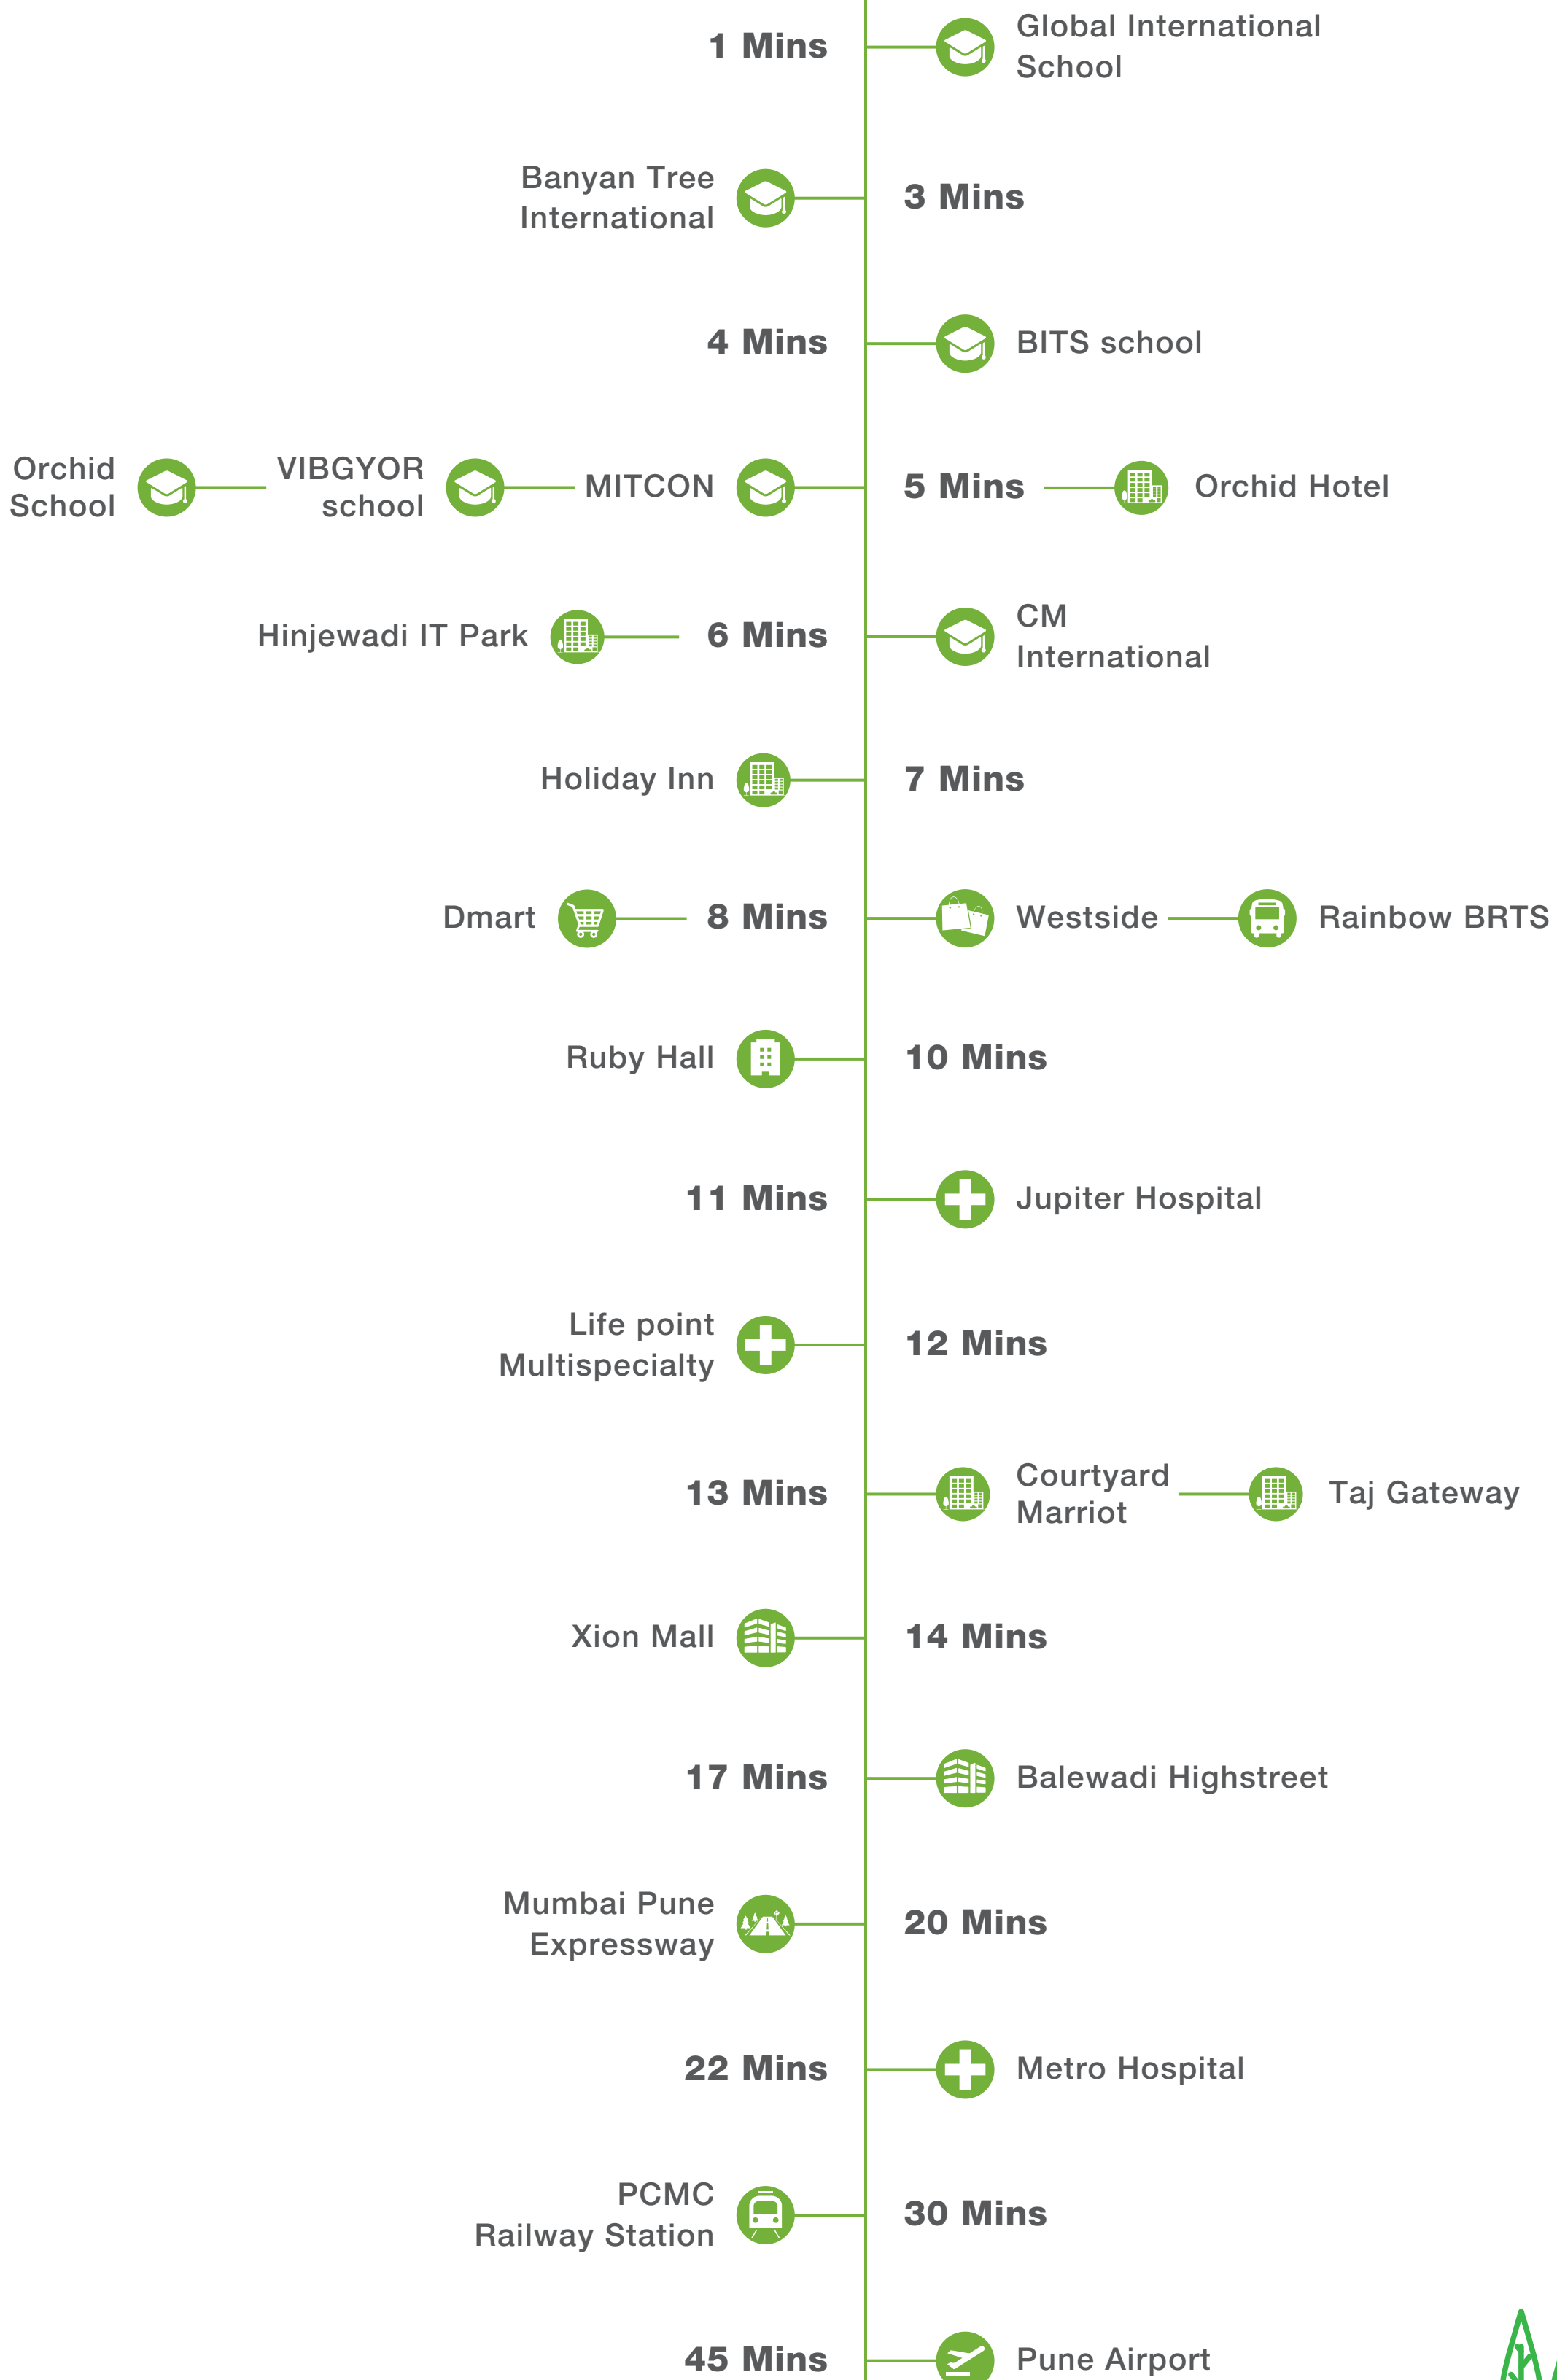 1 Mins
Global International
School
Banyan Tree
International
3 Mins
4 Mins
BITS school
Orchid
School
VIBGYOR
school
MITCON
5 Mins
Orchid Hotel
Hinjewadi IT Park
6 Mins
CM
International
Holiday Inn
7 Mins
Dmart
8 Mins
Westside
Rainbow BRTS
Ruby Hall
10 Mins
11 Mins
Jupiter Hospital
Life point
Multispecialty
12 Mins
13 Mins
Courtyard
Marriot
Taj Gateway
Xion Mall
14 Mins
17 Mins
Balewadi Highstreet
Mumbai Pune
Expressway
20 Mins
22 Mins
Metro Hospital
PCMC
Railway Station
30 Mins
45 Mins
Pune Airport